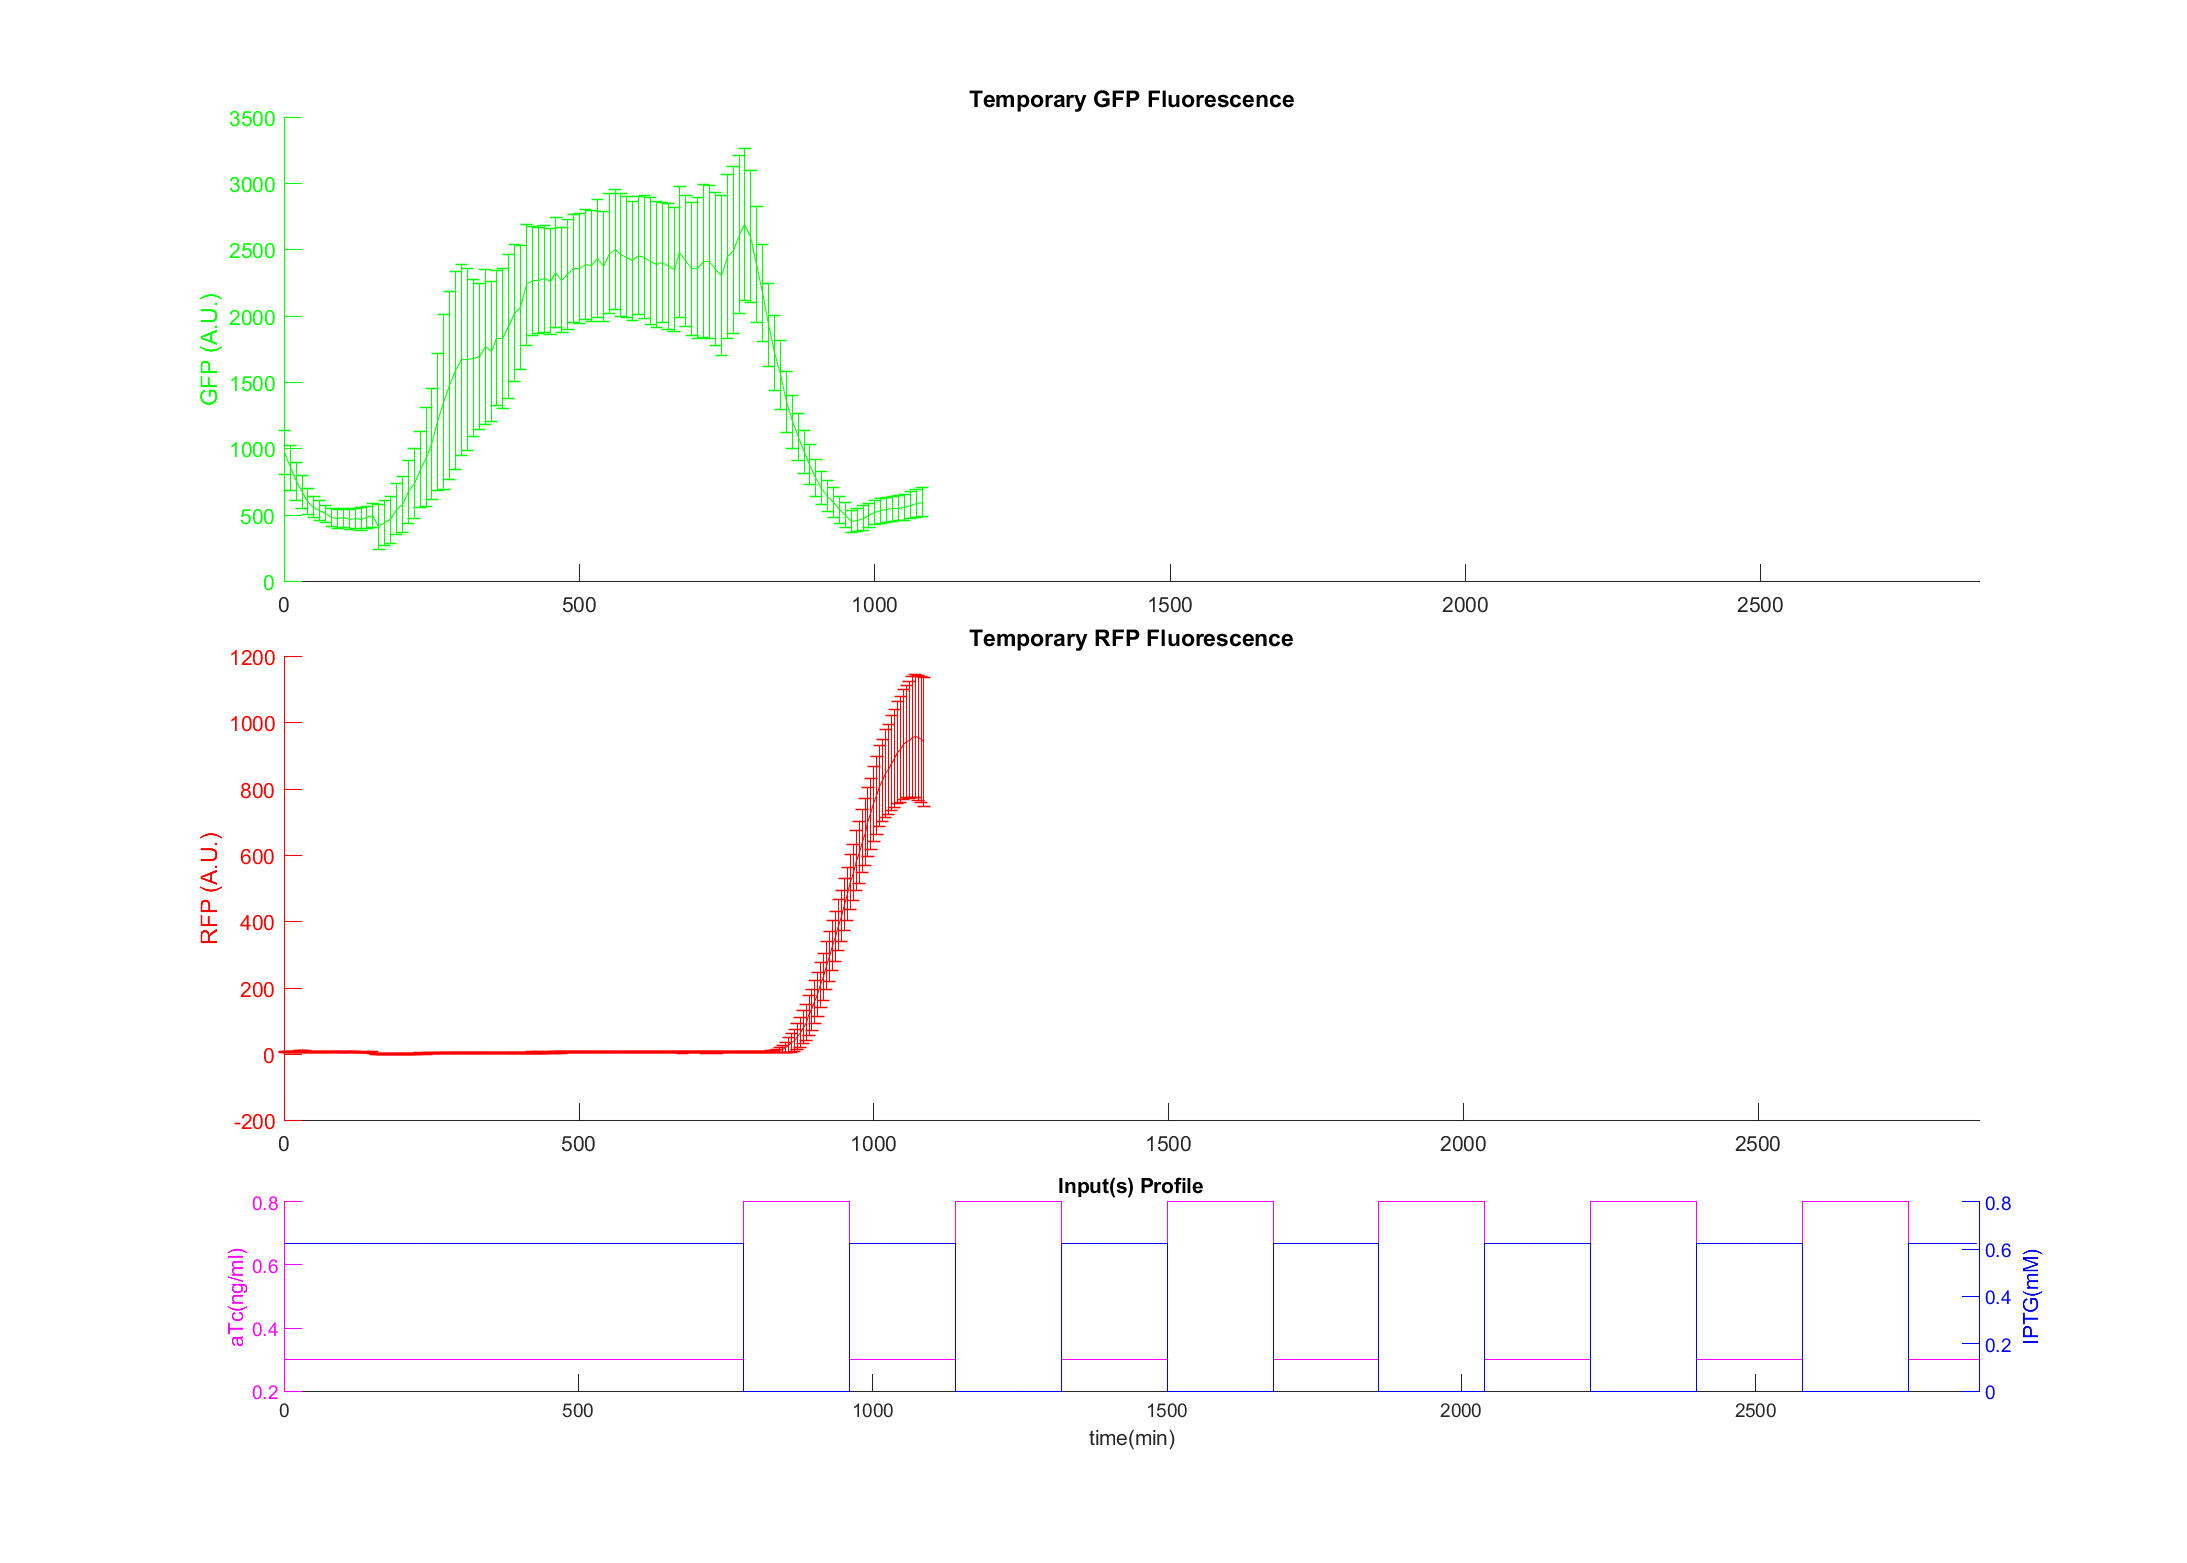 Temporary GFP Fluorescence
3500
3000
2500
2000
1500
1000
500
0
GFP (A.U.)
0 500 1000 1500 2000 2500
Temporary RFP Fluorescence
1200
1000
800
600
400
200
0
-200
RFP (A.U.)
0 500 1000 1500 2000 2500
Input(s) Profile
0.8
0.6
0.4
0.2
aTc(ng/ml)
0.8
0.6
0.4
0.2
0
IPTG(mM)
0 500 1000 1500 2000 2500
time(min)